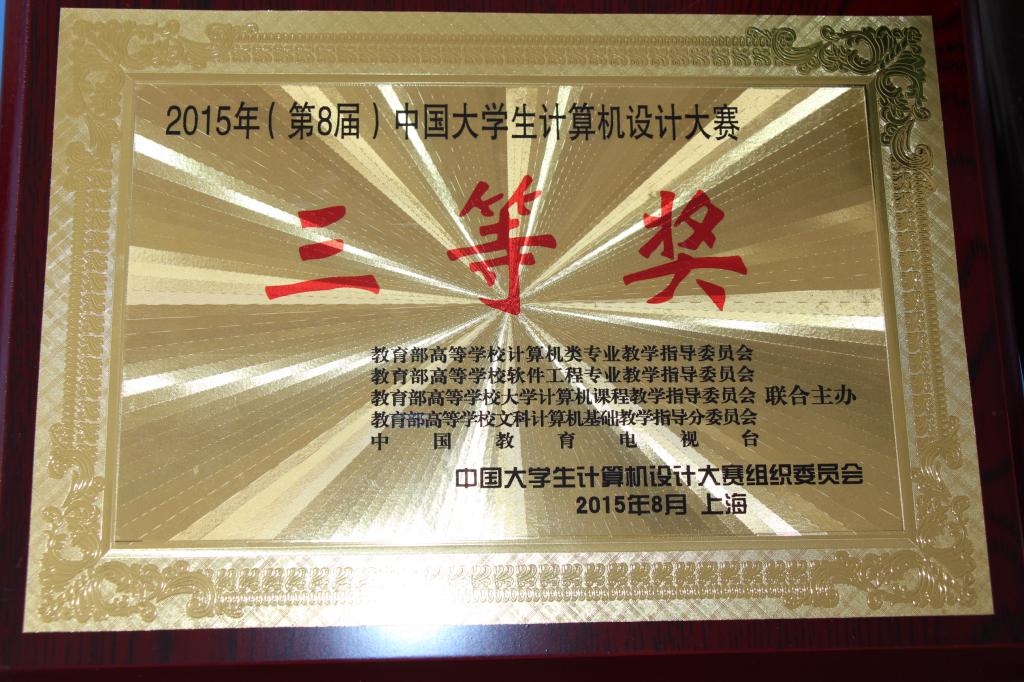 2015年(第8届)中国大学生计算机设计大赛
三等奖
教育部高等学校计算机类专业教学指导委员会
教育部高等学校软件工程专业教学指导委员会
教育部高等学校大学计算机课程教学指导委员会 联合主办
教育部高等学校文科计算机基础教学指导分委员会
中国教育电视台
中国大学生计算机设计大赛组织委员会
2015年8月 上海